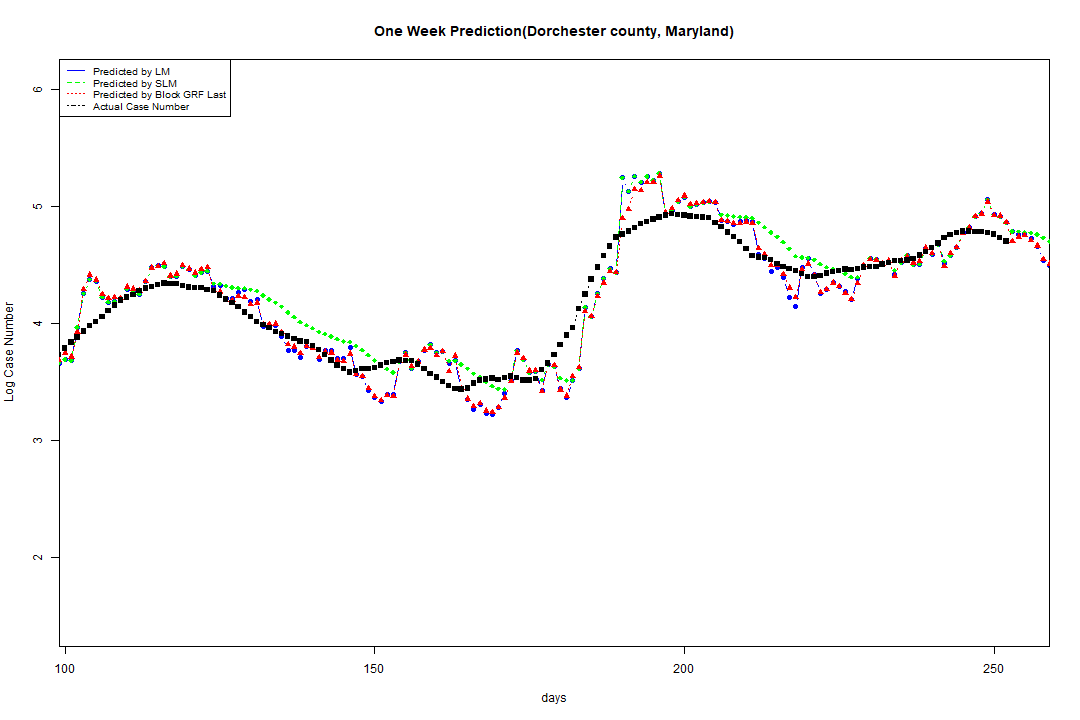 One Week Prediction(Dorchester county, Maryland)
Predicted by LM
Predicted by SLM
Predicted by Block GRF Last
Actual Case Number
6
5
4
3
2
Log Case Number
100
150
200
250
days